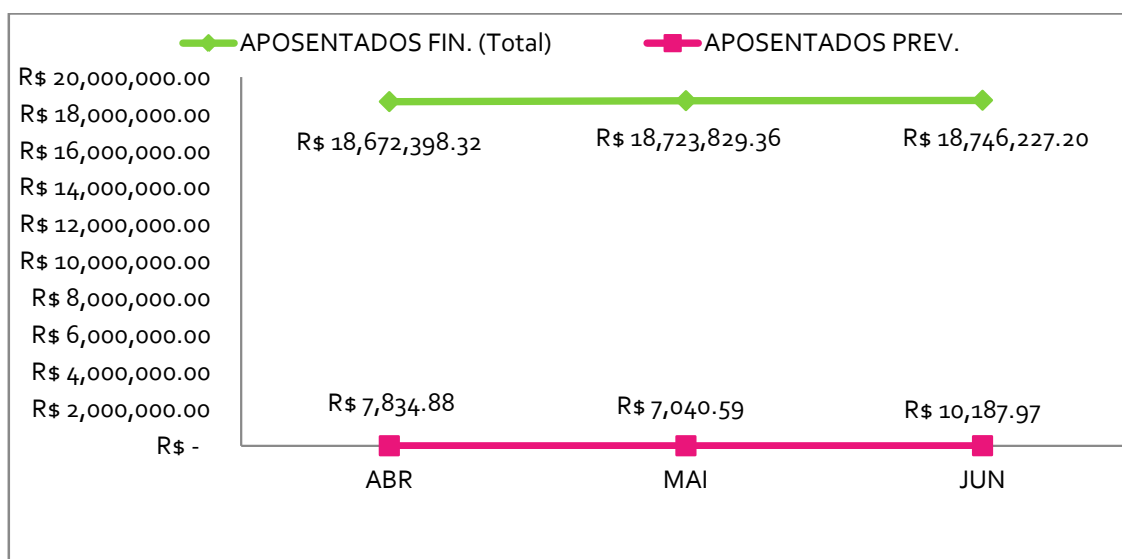 APOSENTADOS FIN. (Total) APOSENTADOS PREV.
R$ 20,000,000.00
R$ 18,000,000.00
R$ 16,000,000.00
R$ 14,000,000.00
R$ 12,000,000.00
R$ 10,000,000.00
R$ 8,000,000.00
R$ 6,000,000.00
R$ 4,000,000.00
R$ 2,000,000.00
R$ -
R$ 18,672,398.32 R$ 18,723,829.36 R$ 18,746,227.20
R$ 7,834.88 R$ 7,040.59 R$ 10,187.97
ABR MAI JUN